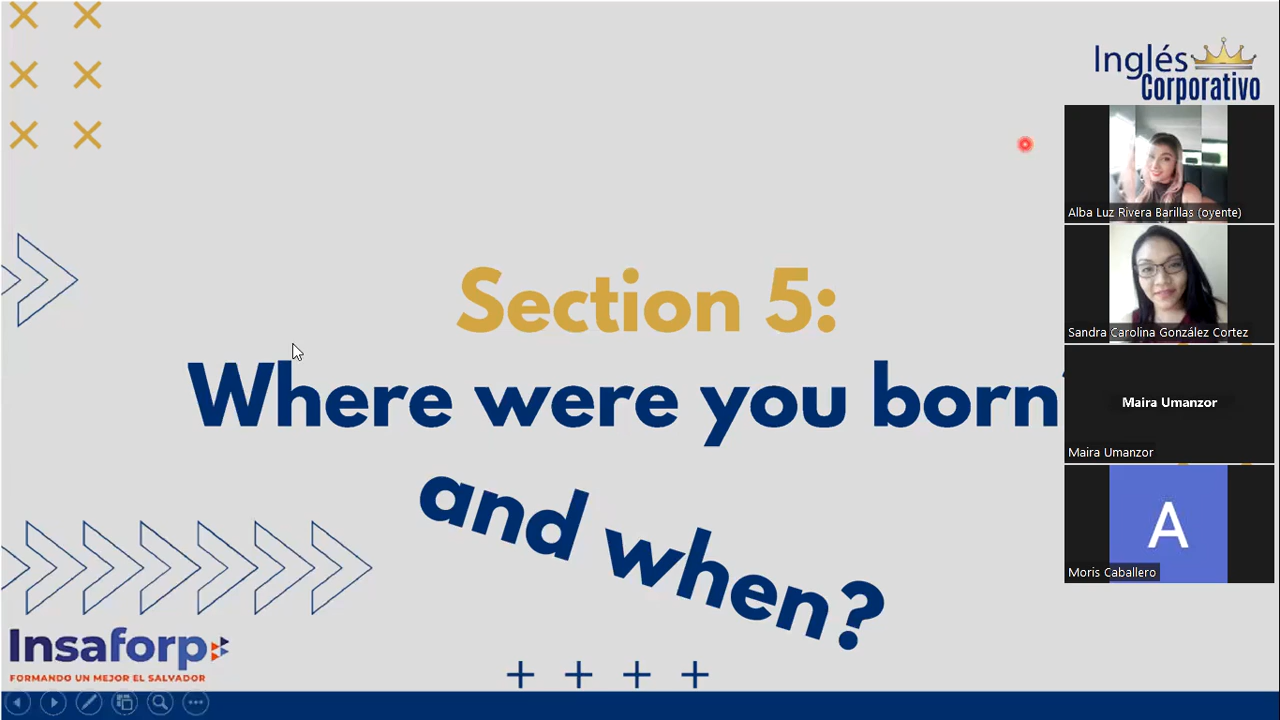 Inglés
Corporativo
Alba Luz Rivera Barillas (oyente)
Sandra Carolina González Cortez
Maira Umanzor
Maira Umanzor
A
Moris Caballero
Section 5:
Where were you born?
and when?
Insaforp
FORMANDO UN MEJOR EL SALVADOR